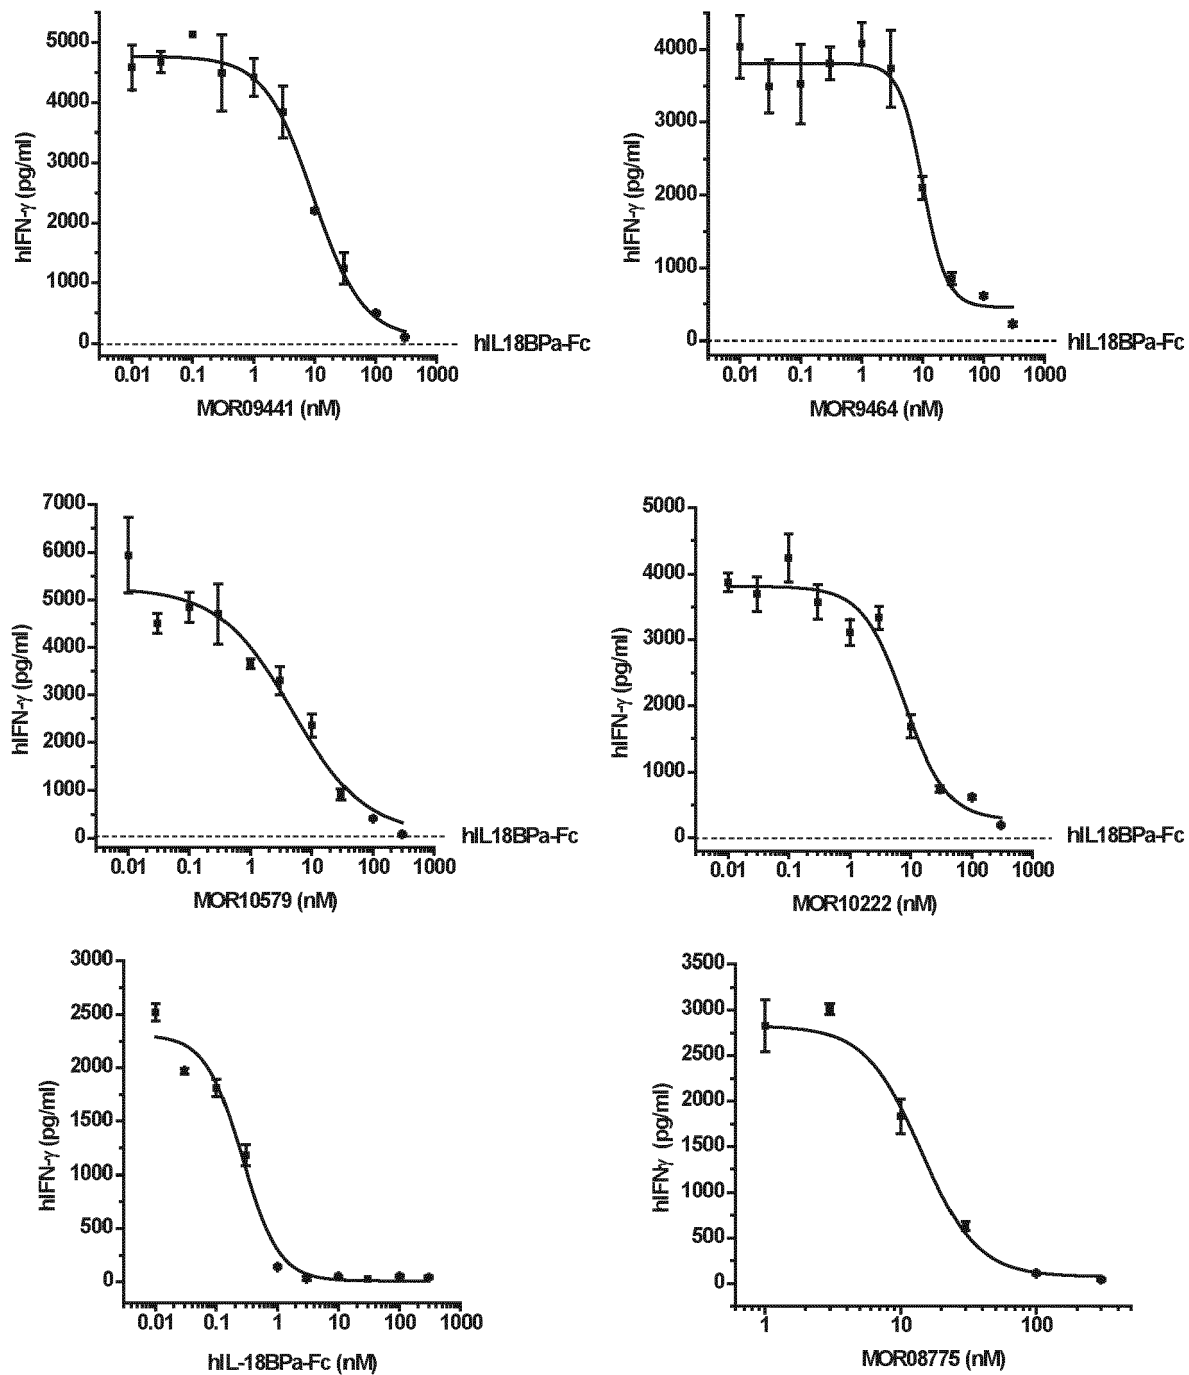 5000
4000
3000
2000
1000
0
hIFN-γ (pg/ml)
hIL18BPa-Fc
0.01 0.1 1 10 100 1000
MOR09441 (nM)
4000
3000
2000
1000
0
hIFN-γ (pg/ml)
hIL18BPa-Fc
0.01 0.1 1 10 100 1000
MOR9464 (nM)
7000
6000
5000
4000
3000
2000
1000
0
hIFN-γ (pg/ml)
hIL18BPa-Fc
0.01 0.1 1 10 100 1000
MOR10579 (nM)
5000
4000
3000
2000
1000
0
hIFN-γ (pg/ml)
hIL18BPa-Fc
0.01 0.1 1 10 100 1000
MOR10222 (nM)
3000
2500
2000
1500
1000
500
0
hIFN-γ (pg/ml)
0.01 0.1 1 10 100 1000
hIL-18BPa-Fc (nM)
3500
3000
2500
2000
1500
1000
500
0
hIFNγ (pg/ml)
1 10 100
MOR08775 (nM)